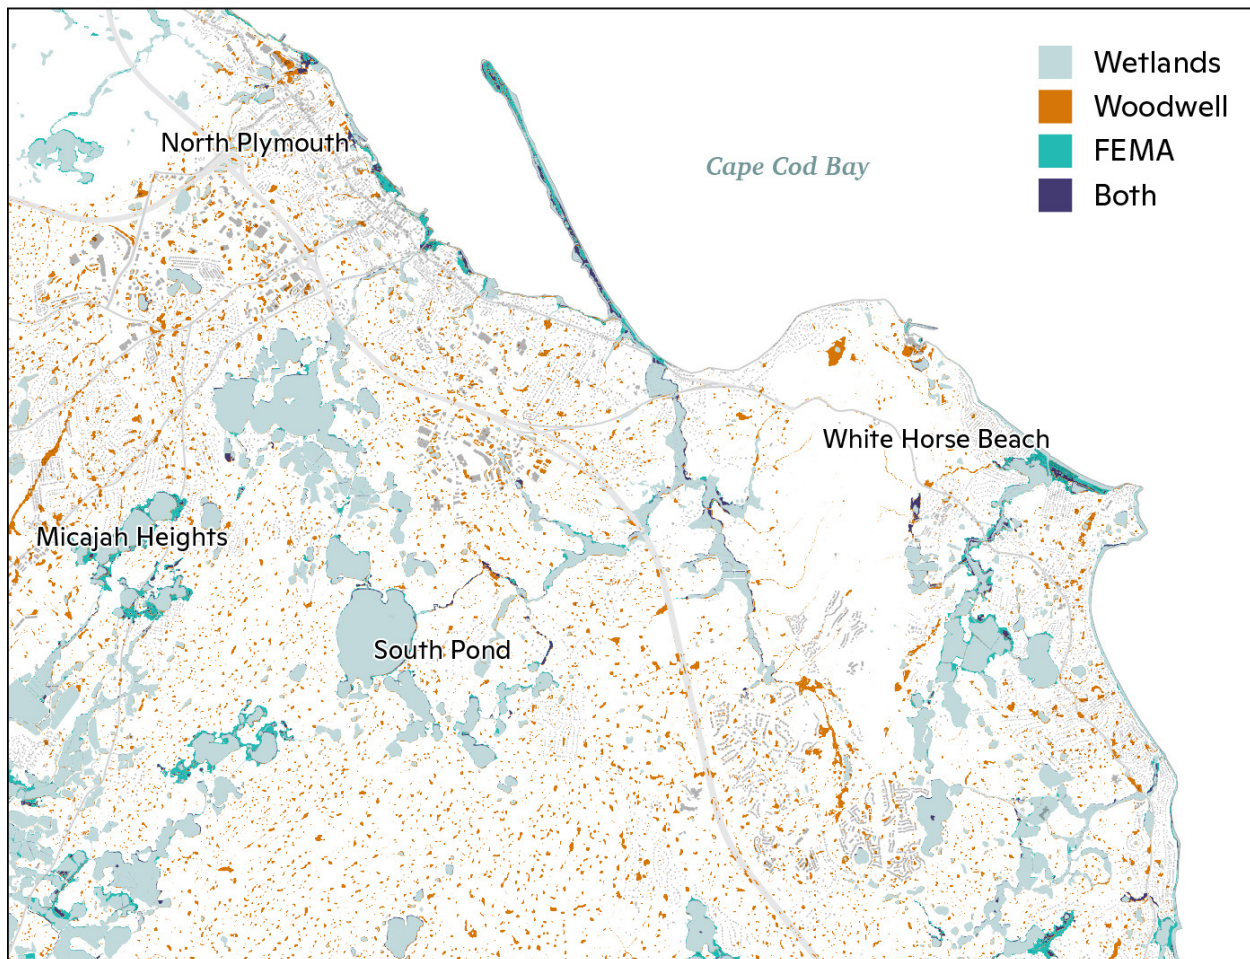 Wetlands
Woodwell
FEMA
Both
North Plymouth
Cape Cod Bay
White Horse Beach
Micajah Heights
South Pond